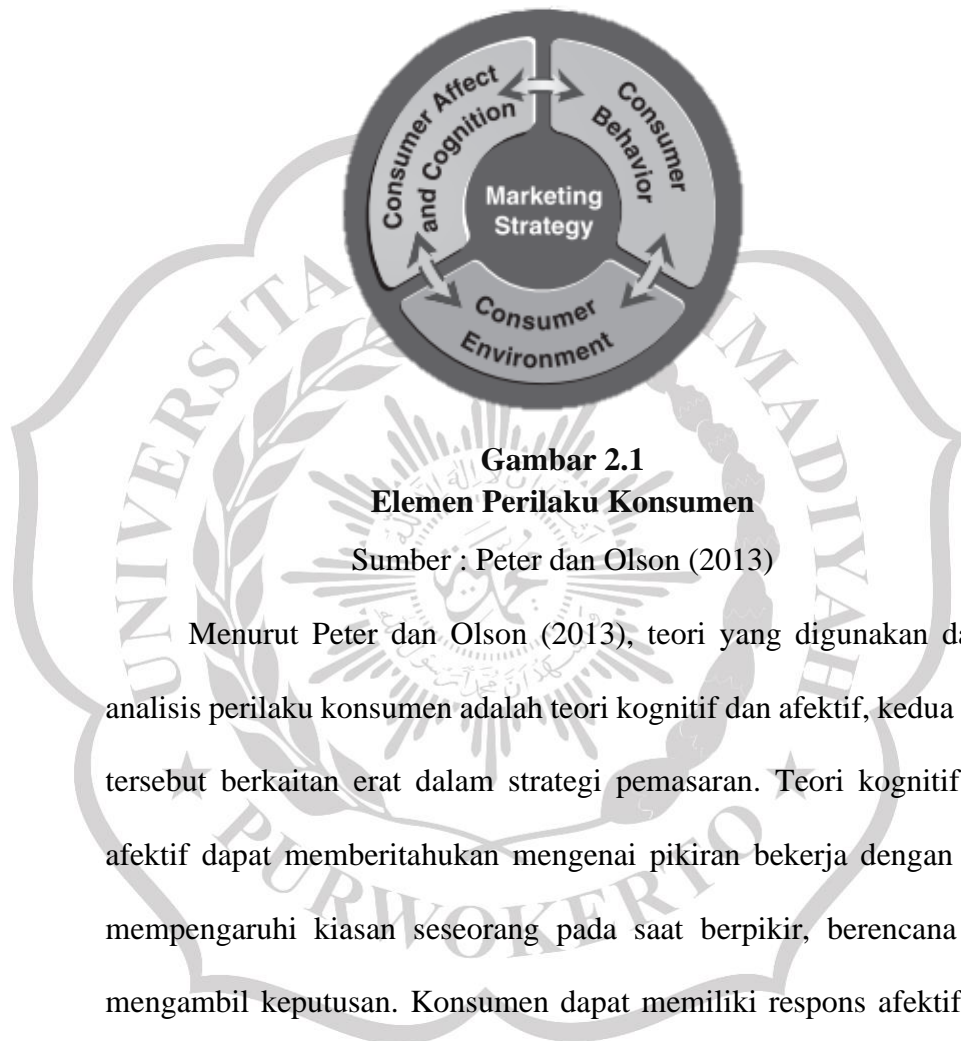 Consumer Affect
and Cognition
Consumer
Behavior
Marketing
Strategy
Consumer
Environment
Gambar 2.1
Elemen Perilaku Konsumen
Sumber : Peter dan Olson (2013)
Menurut Peter dan Olson (2013), teori yang digunakan
analisis perilaku konsumen adalah teori kognitif dan afektif, kedua
tersebut berkaitan erat dalam strategi pemasaran. Teori kognitif
afektif dapat memberitahukan mengenai pikiran bekerja dengan
mempengaruhi kiasan seseorang pada saat berpikir, berencana
mengambil keputusan. Konsumen dapat memiliki respons afektif
PURWOKERTO